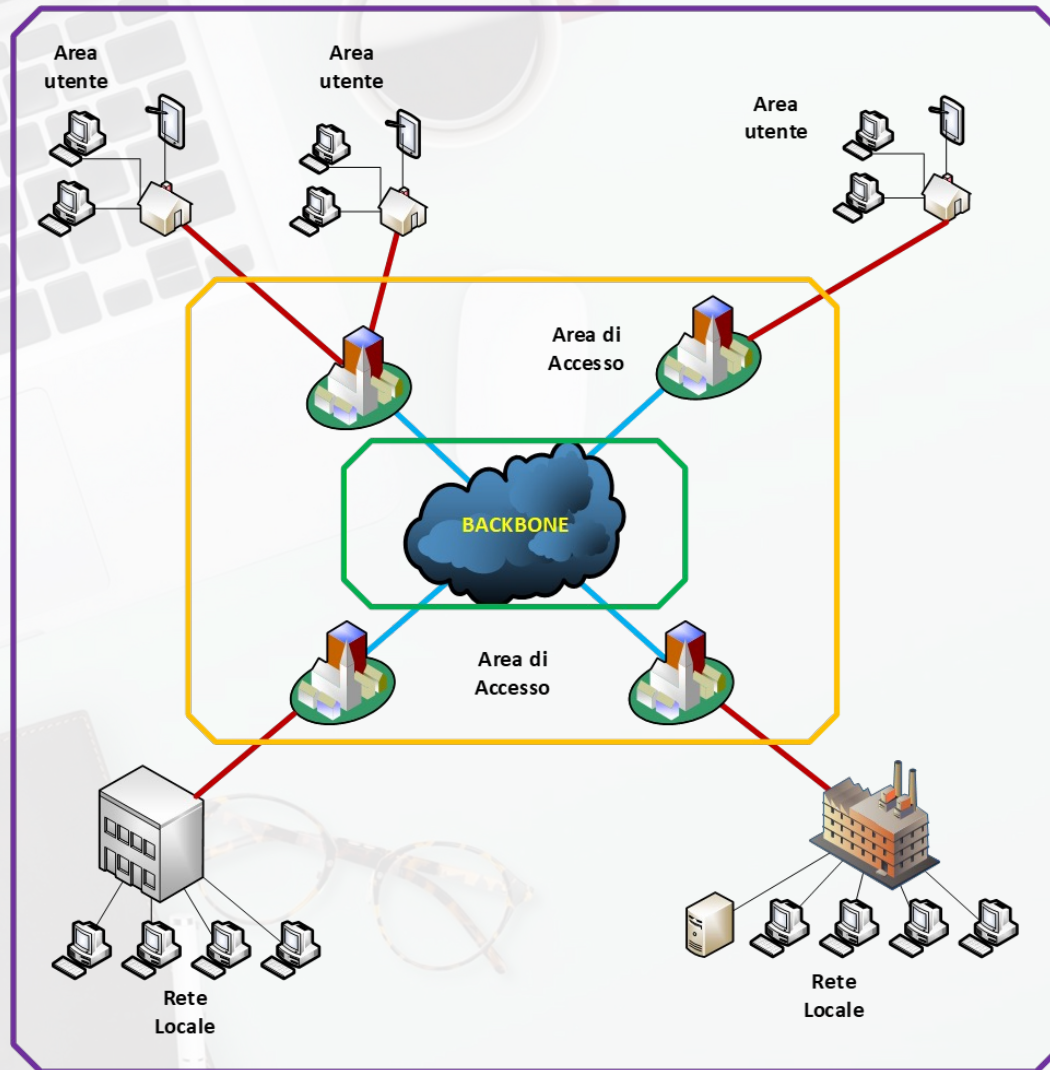 Area
utente
Area
utente
Area
utente
Area di
Accesso
BACKBONE
Area di
Accesso
Rete
Locale
Rete
Locale